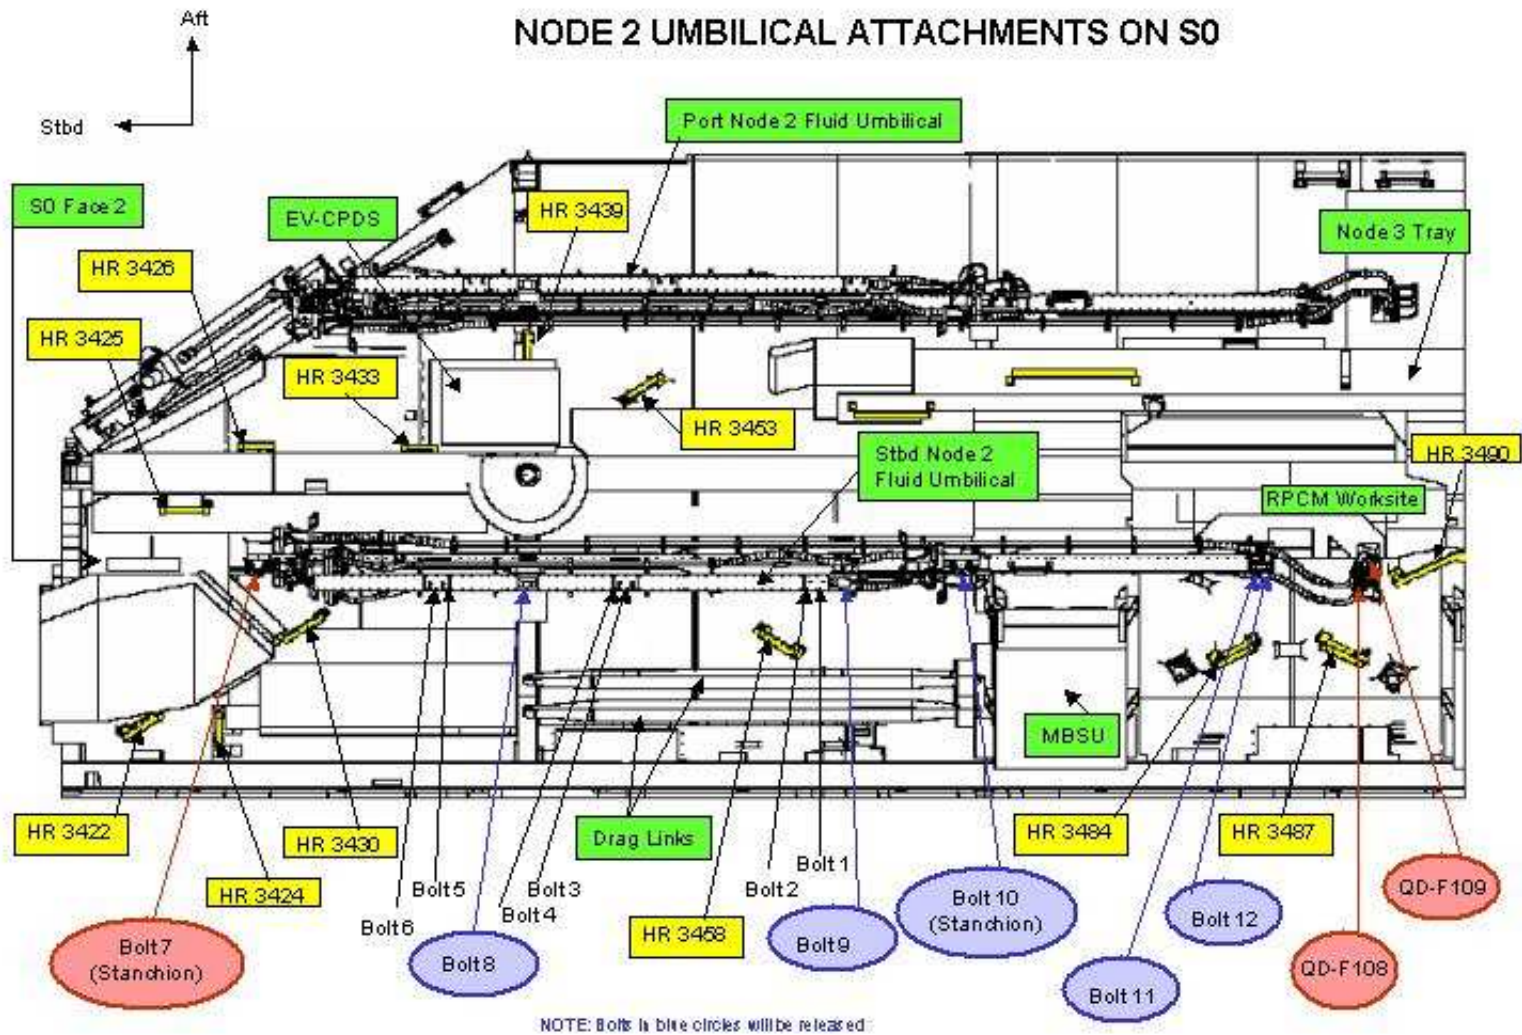 Aft
NODE 2 UMBILICAL ATTACHMENTS ON S0
Stbd
Port Node 2 Fluid Umbilical
S0 Face 2
EV-CPDS
HR 3439
Node 3 Tray
HR 3426
HR 3425
HR 3433
HR 3453
Stbd Node 2
Fluid Umbilical
HR 3490
RPCM Worksite
MBSU
HR 3422
HR 3430
Drag Links
HR 3484
HR 3487
HR 3424
Bolt 6
Bolt 5
Bolt 4
Bolt 3
Bolt 2
Bolt 1
HR 3458
Bolt 7
(Stanchion)
Bolt 8
Bolt 9
Bolt 10
(Stanchion)
Bolt 11
Bolt 12
QD-F108
QD-F109
NOTE: Bolts in blue circles will be released